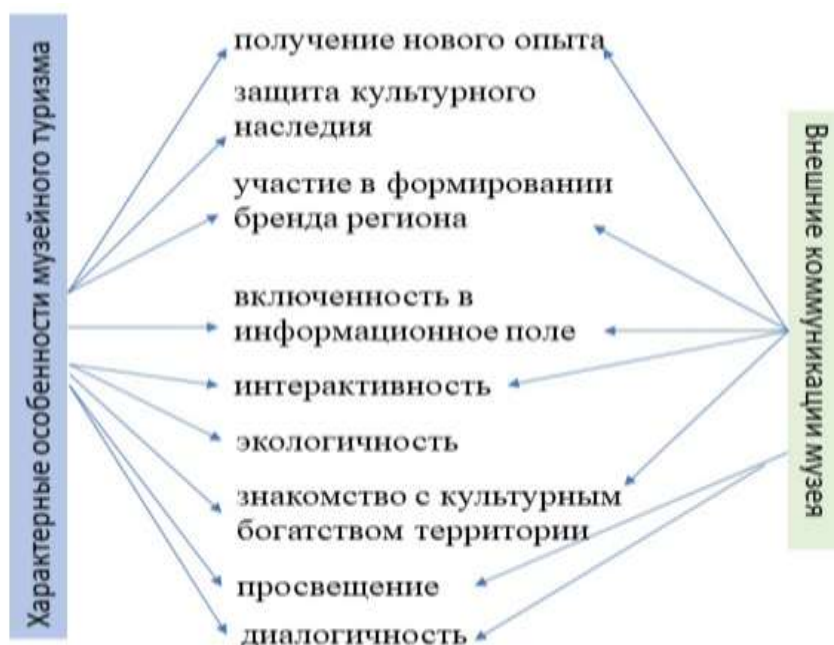 Характерные особенности музейного туризма
получение нового опыта
защита культурного
наследия
участие в формировании
бренда региона
включенность в
информационное поле
интерактивность
экологичность
знакомство с культурным
богатством территории
просвещение
диалогичность
Внешние коммуникации музея